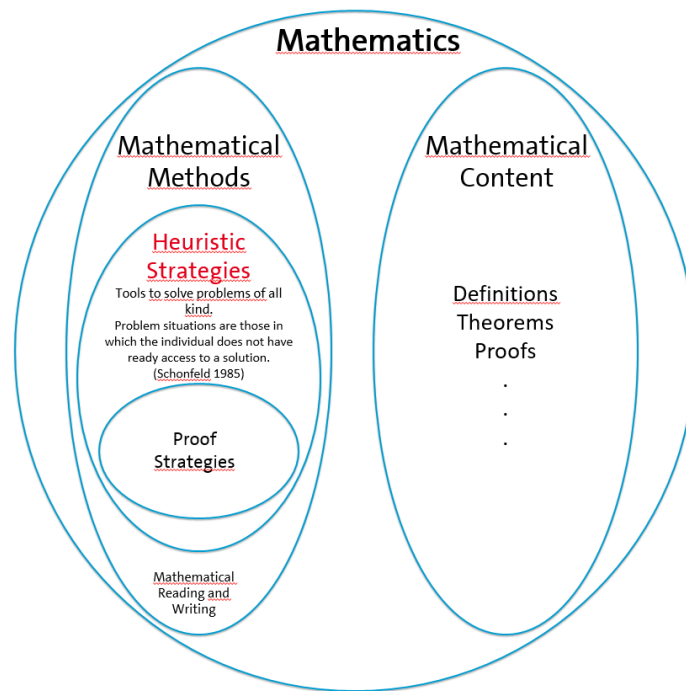 Mathematics
Mathematical
Methods
Heuristic
Strategies
Tools to solve problems of all
kind.
Problem situations are those in
which the individual does not have
ready access to a solution.
(Schonfeld 1985)
Proof
Strategies
Mathematical
Reading and
Writing
Mathematical
Content
Definitions
Theorems
Proofs
.
.
.